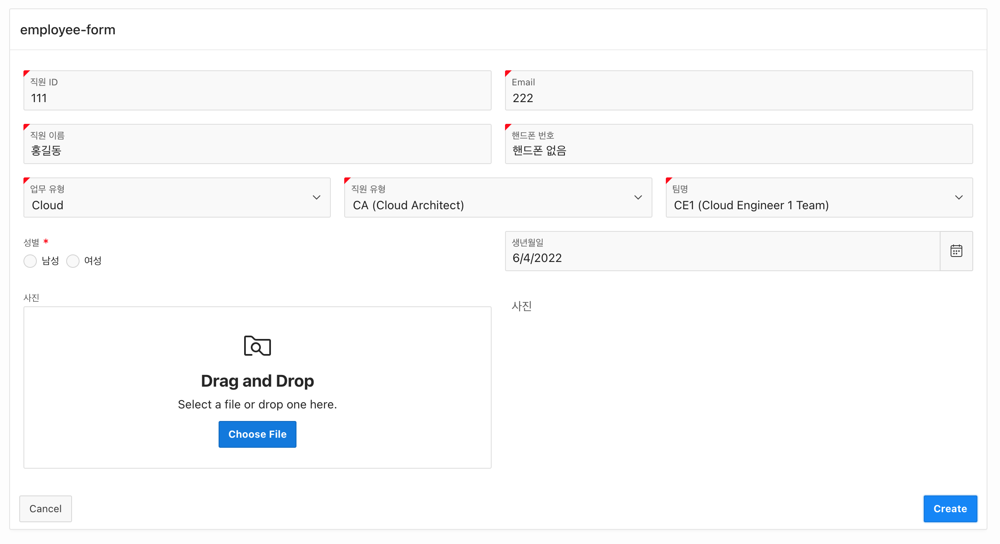 employee-form
직원 ID
111
Email
222
직원 이름
홍길동
핸드폰 번호
핸드폰 없음
업무 유형
Cloud
직원 유형
CA (Cloud Architect)
팀명
CE1 (Cloud Engineer 1 Team)
성별 *
남성 여성
생년월일
6/4/2022
사진
사진
Drag and Drop
Select a file or drop one here.
Choose File
Cancel
Create